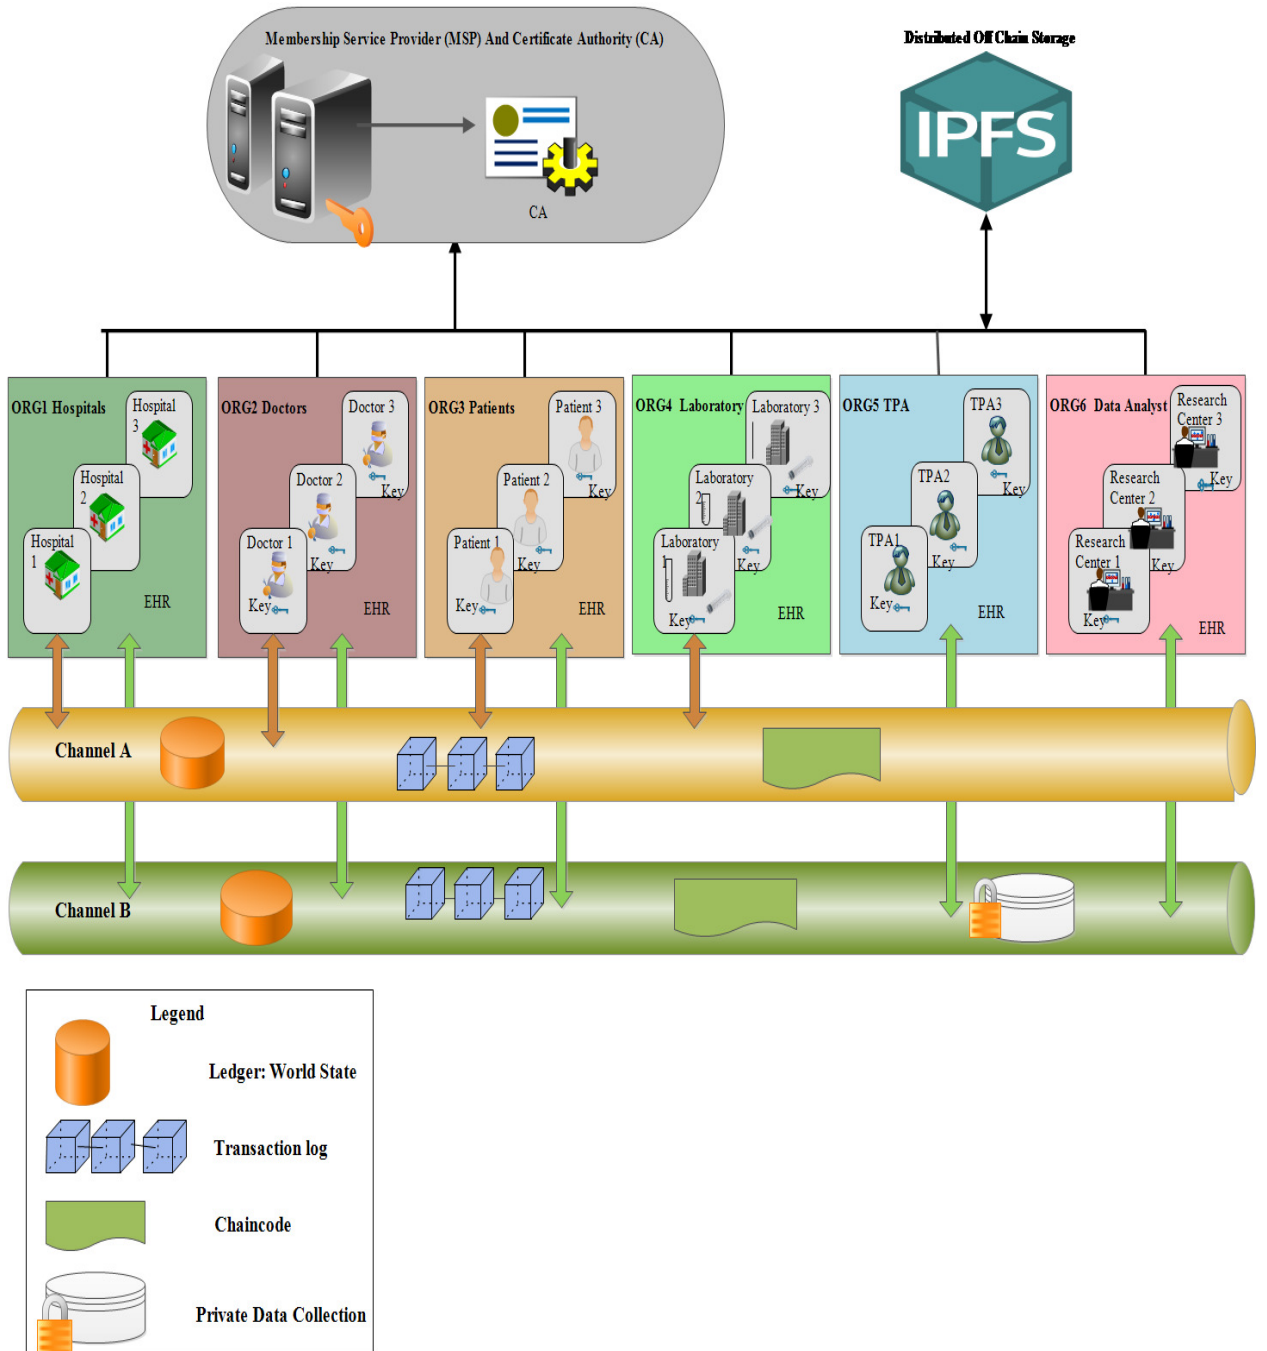 Membership Service Provider (MSP) And Certificate Authority (CA)
CA
Distributed Off Chain Storage
IPFS
ORG1 Hospitals
Hospital
3
Hospital
2
Hospital
1
EHR
ORG2 Doctors
Doctor 3
Key
Doctor 2
Key
Doctor 1
Key
EHR
ORG3 Patients
Patient 3
Key
Patient 2
Key
Patient 1
Key
EHR
ORG4 Laboratory
Laboratory 3
Key
Laboratory
2
Key
Laboratory
1
Key
EHR
ORG5 TPA
TPA3
Key
TPA2
Key
TPA1
Key
EHR
ORG6 Data Analyst
Research
Center 3
Key
Research
Center 2
Key
Research
Center 1
Key
EHR
Channel A
Channel B
Legend
Ledger: World State
Transaction log
Chaincode
Private Data Collection